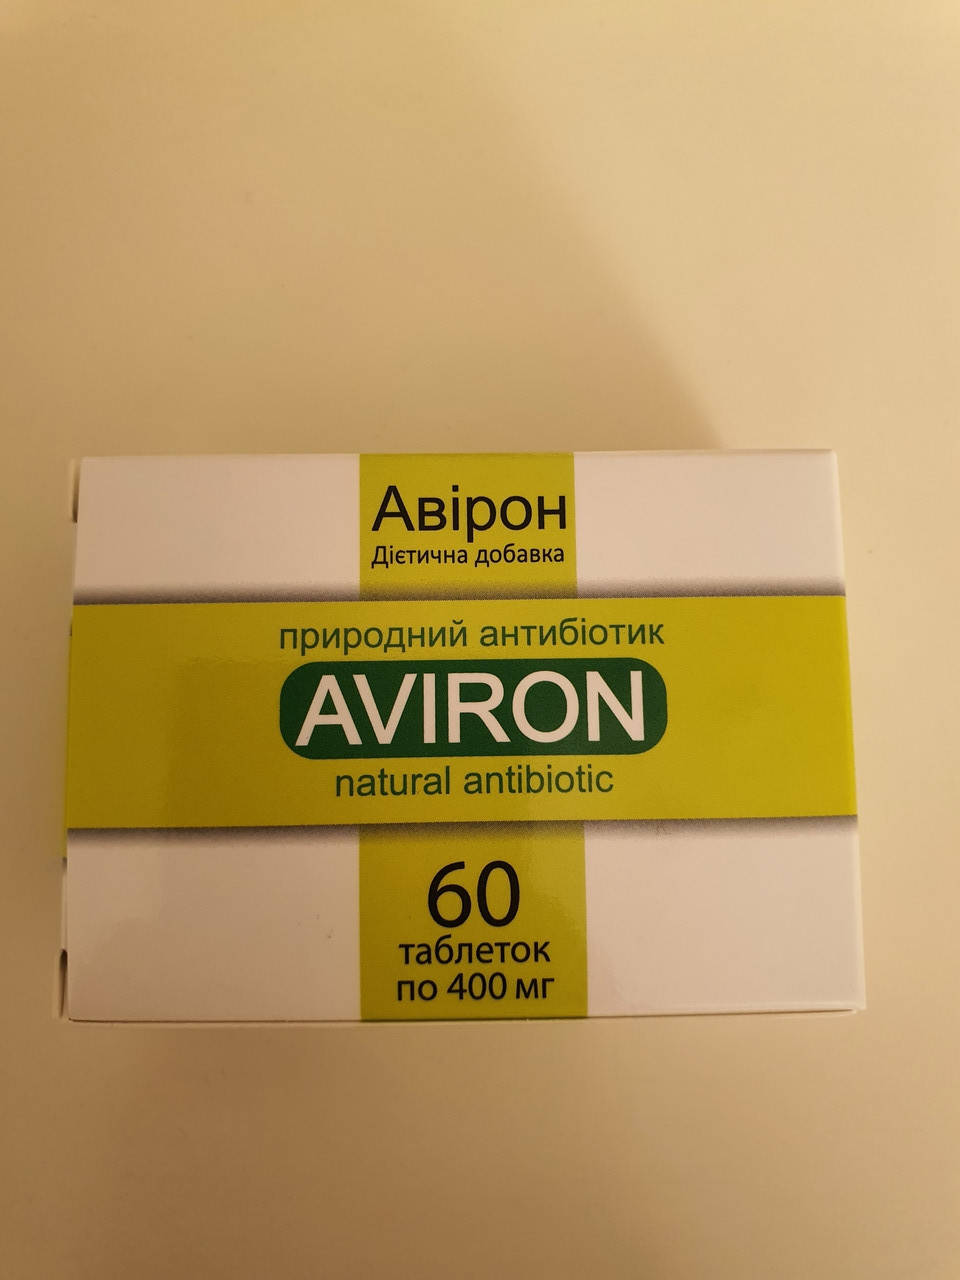 Авірон
Дієтична добавка
природний антибіотик
AVIRON
natural antibiotic
60
таблеток
по 400 мг